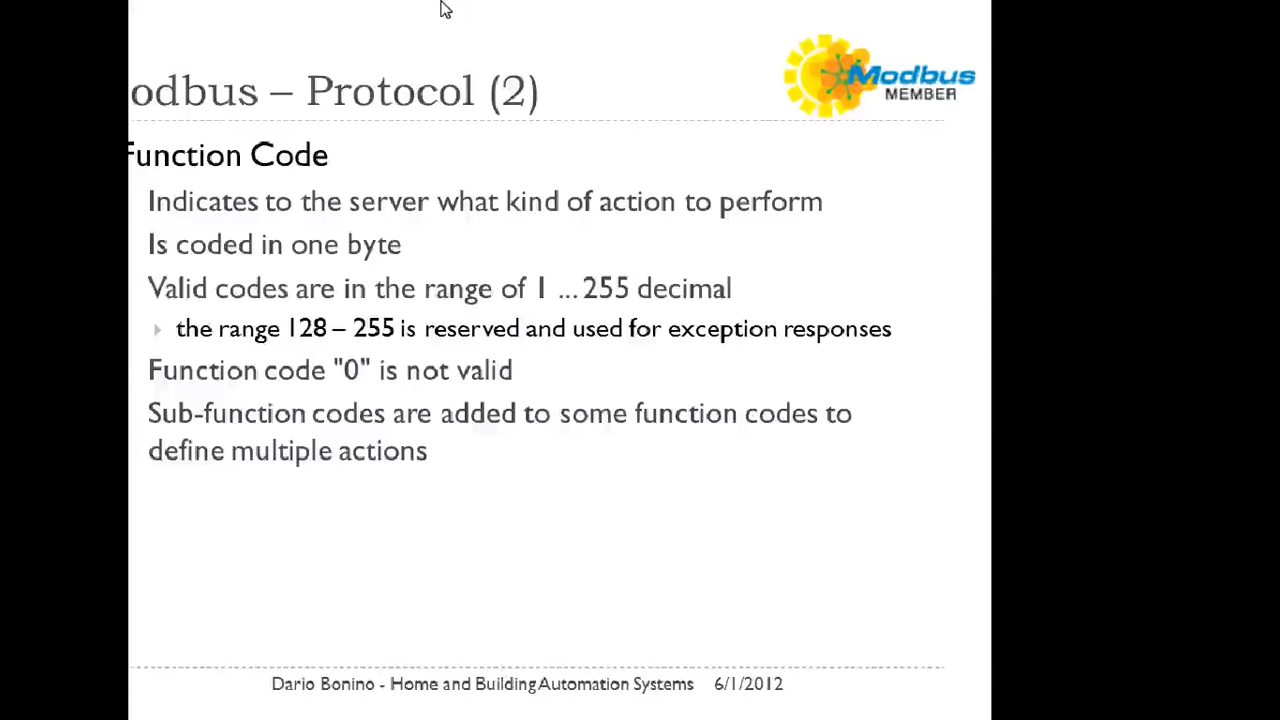 odbus – Protocol (2)
Modbus
MEMBER
Function Code
Indicates to the server what kind of action to perform
Is coded in one byte
Valid codes are in the range of 1 ... 255 decimal
the range 128 – 255 is reserved and used for exception responses
Function code "0" is not valid
Sub-function codes are added to some function codes to
define multiple actions
Dario Bonino - Home and Building Automation Systems 6/1/2012